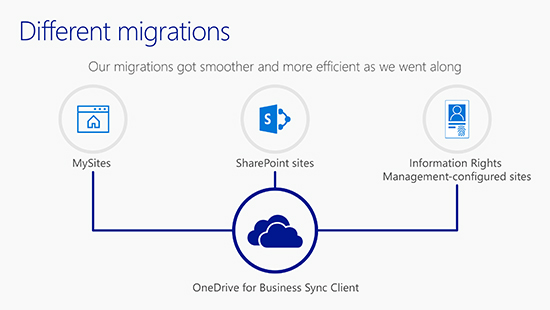 Different migrations
Our migrations got smoother and more efficient as we went along
S
MySites
SharePoint sites
Information Rights
Management-configured sites
OneDrive for Business Sync Client